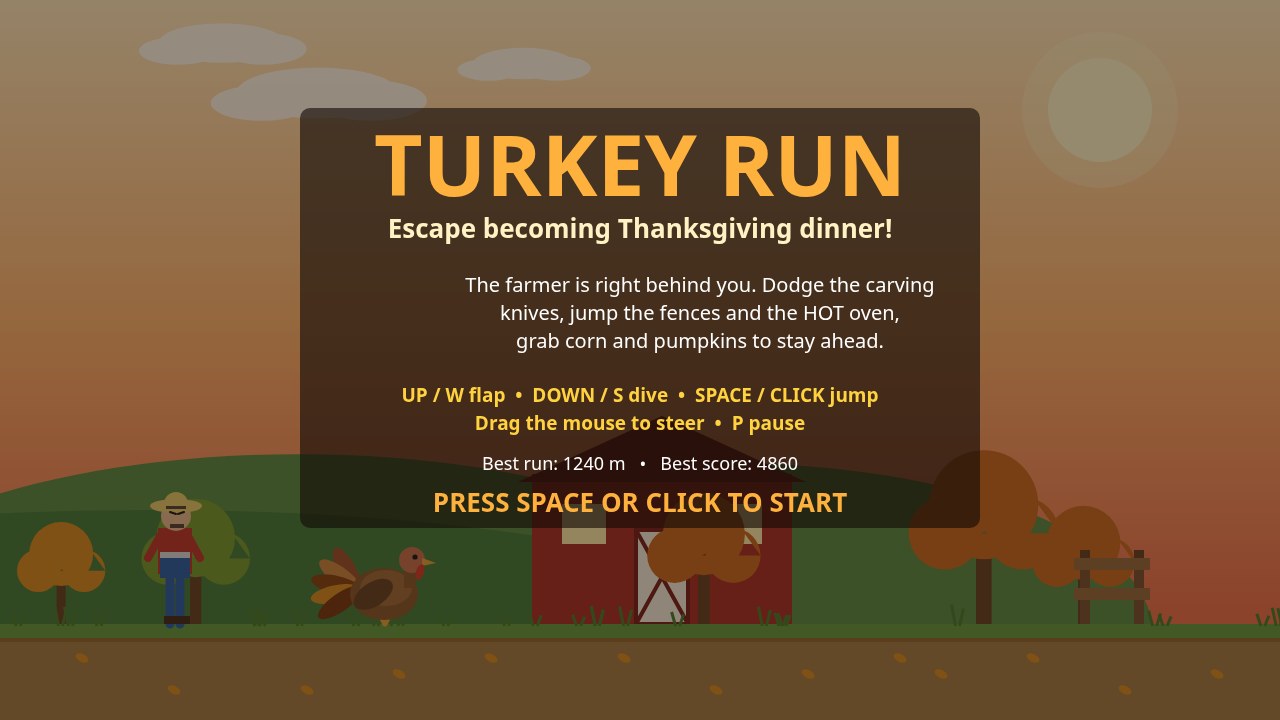 TURKEY RUN
Escape becoming Thanksgiving dinner!
The farmer is right behind you. Dodge the carving
knives, jump the fences and the HOT oven,
grab corn and pumpkins to stay ahead.
UP / W flap • DOWN / S dive • SPACE / CLICK jump
Drag the mouse to steer • P pause
Best run: 1240 m • Best score: 4860
PRESS SPACE OR CLICK TO START